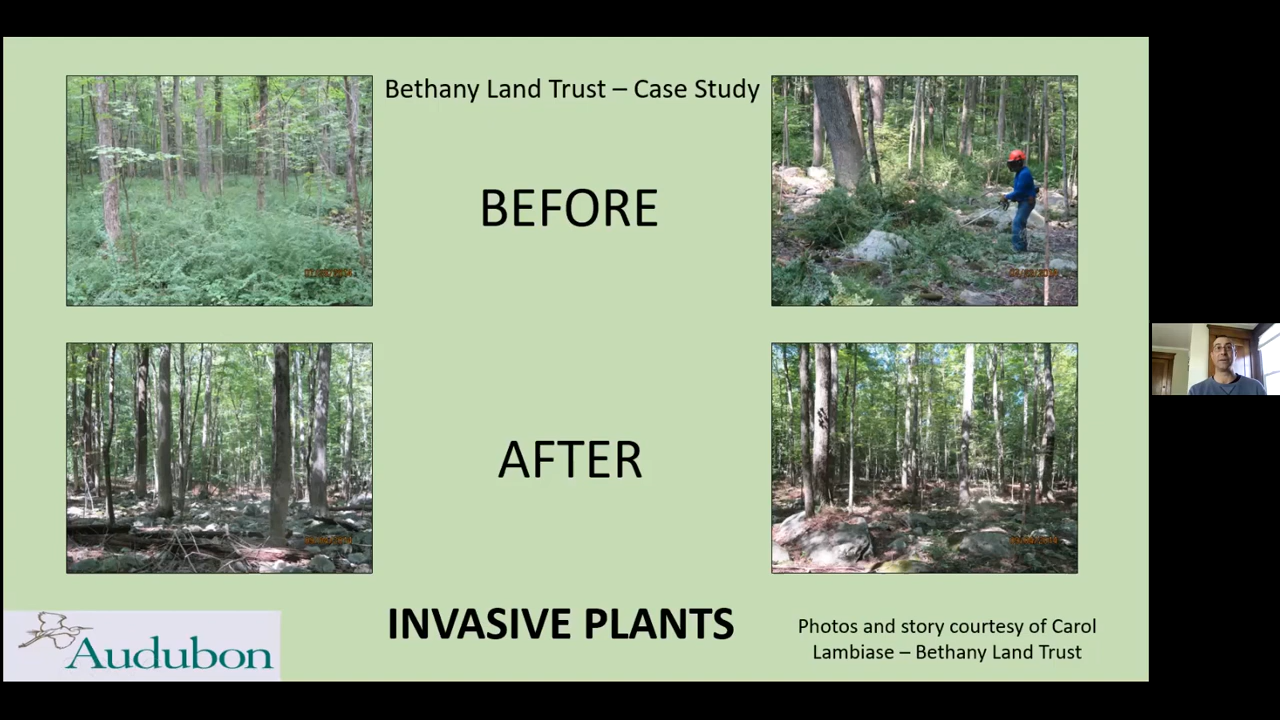 Bethany Land Trust – Case Study
BEFORE
AFTER
INVASIVE PLANTS
Photos and story courtesy of Carol
Lambiase – Bethany Land Trust
Audubon